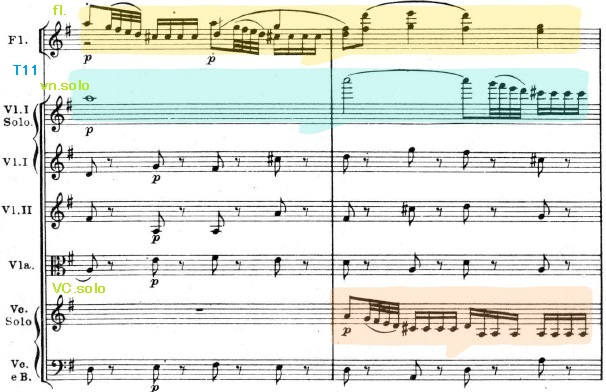 fl.
Fl.
p
p
T11
vn.solo
Vl.I
Solo.
p
Vl.I
p
Vl.II
p
Vla.
p
VC.solo
Vc.
Solo
p
Vc.
e B.
p